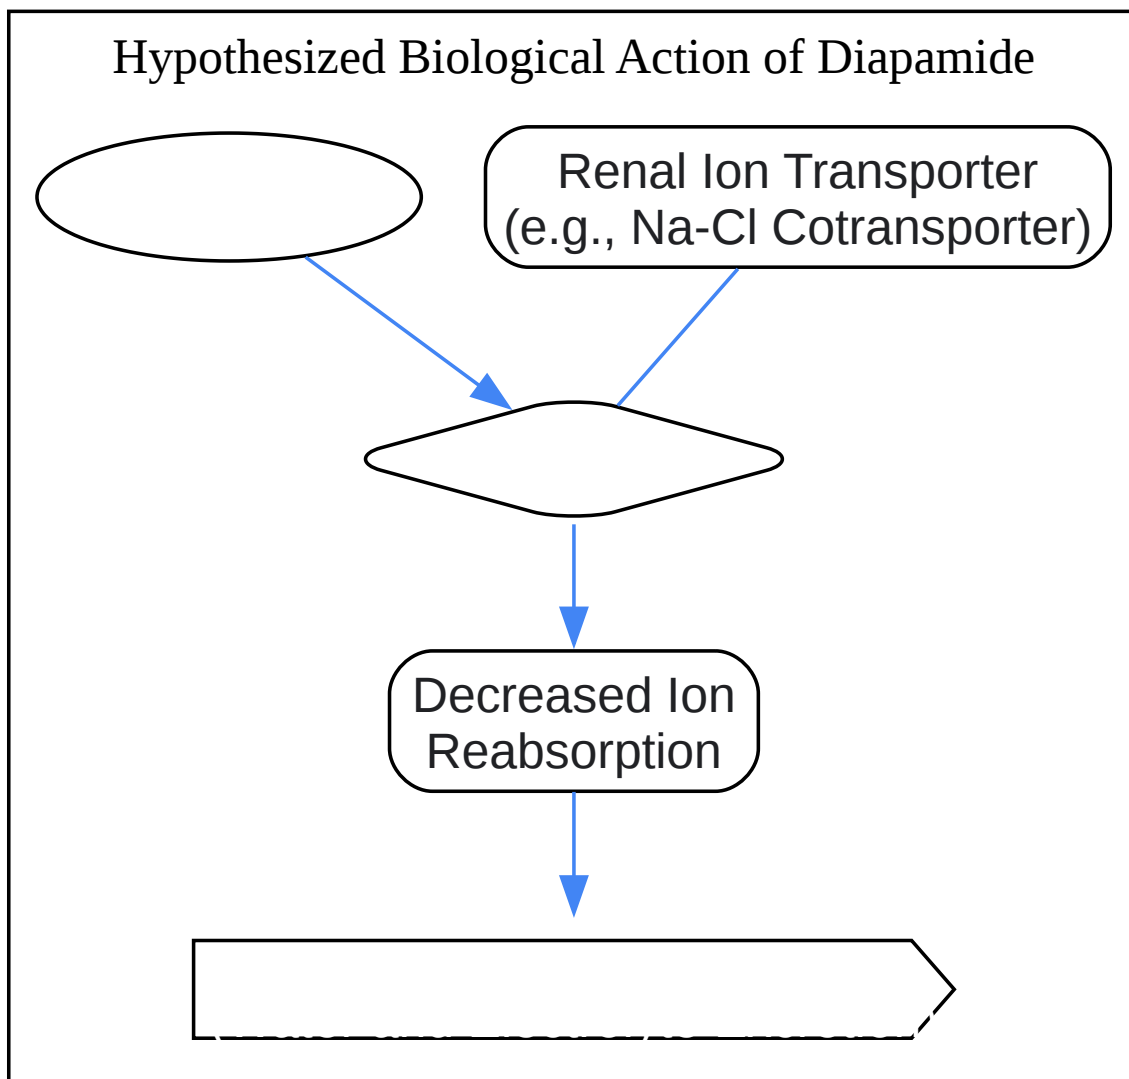 Hypothesized Biological Action of Diapamide
Renal Ion Transporter
(e.g., Na-Cl Cotransporter)
Decreased Ion
Reabsorption